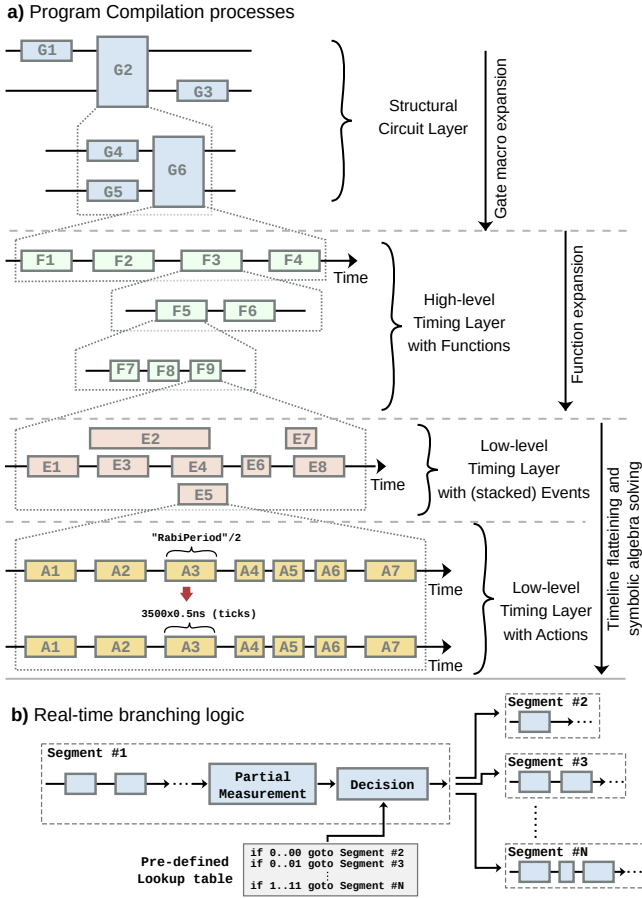 a) Program Compilation processes
G1
G2
G3
G4
G5
G6
Structural
Circuit Layer
Gate macro expansion
F1 F2 F3 F4
Time
F5 F6
F7 F8 F9
High-level
Timing Layer
with Functions
Function expansion
E2 E7
E1 E3 E4 E6 E8
Time
E5
Low-level
Timing Layer
with (stacked) Events
"RabiPeriod"/2
A1 A2 A3 A4 A5 A6 A7
Time
3500x0.5ns (ticks)
A1 A2 A3 A4 A5 A6 A7
Time
Low-level
Timing Layer
with Actions
Timeline flatteining and
symbolic algebra solving
b) Real-time branching logic
Segment #1
...
Partial
Measurement
Decision
Segment #2
...
Segment #3
...
Segment #N
...
Pre-defined
Lookup table
if 0..00 goto Segment #2
if 0..01 goto Segment #3
if 1..11 goto Segment #N